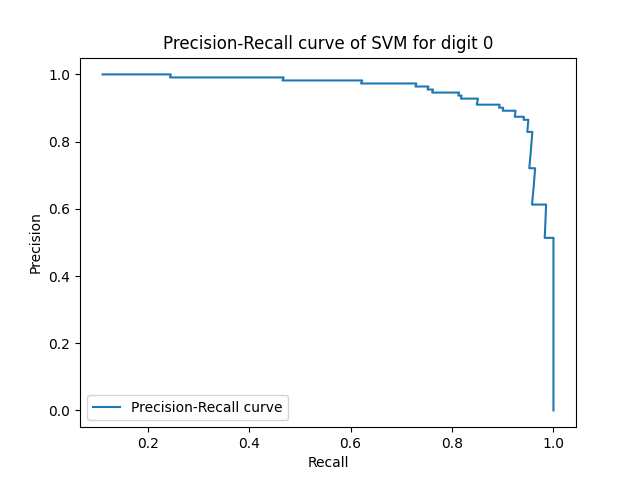 Precision-Recall curve of SVM for digit 0
1.0
0.8
0.6
0.4
0.2
0.0
Precision
Precision-Recall curve
0.2 0.4 0.6 0.8 1.0
Recall